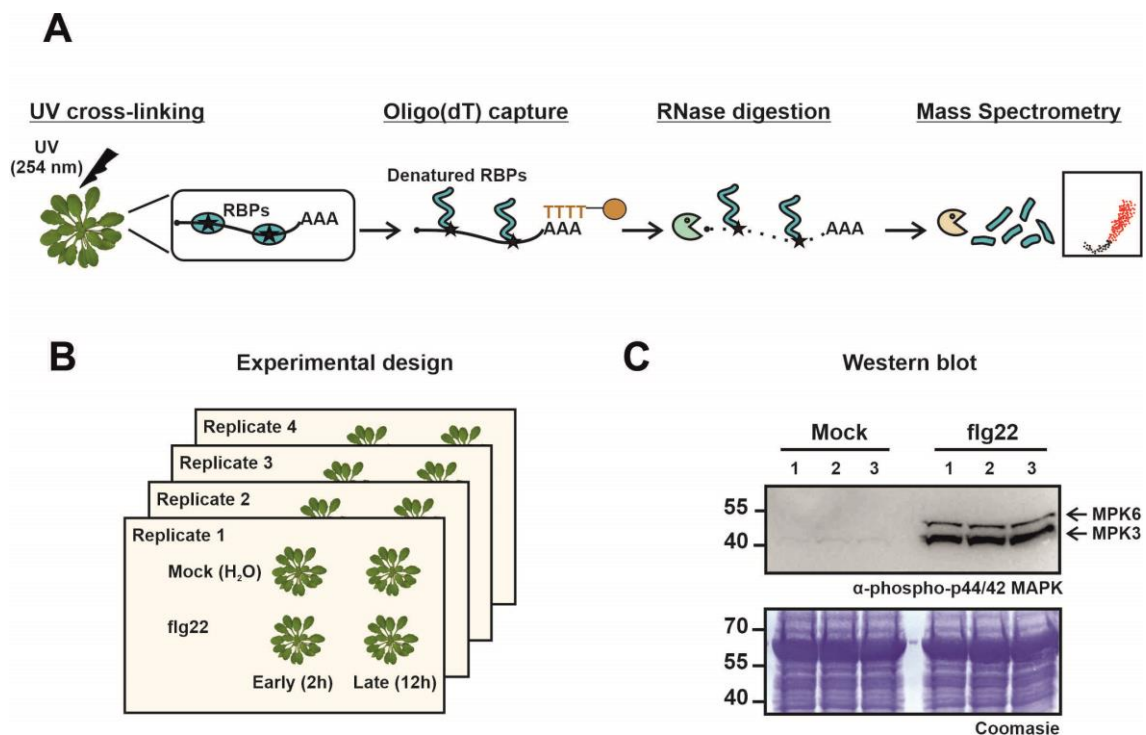 A
UV cross-linking
Oligo(dT) capture
RNase digestion
Mass Spectrometry
UV
(254 nm)
RBPs
AAA
Denatured RBPs
TTTT
AAA
AAA
B
Experimental design
Replicate 4
Replicate 3
Replicate 2
Replicate 1
Mock (H₂O)
flg22
Early (2h)
Late (12h)
C
Western blot
Mock
flg22
1 2 3 1 2 3
55
40
MPK6
MPK3
α-phospho-p44/42 MAPK
70
55
40
Coomasie